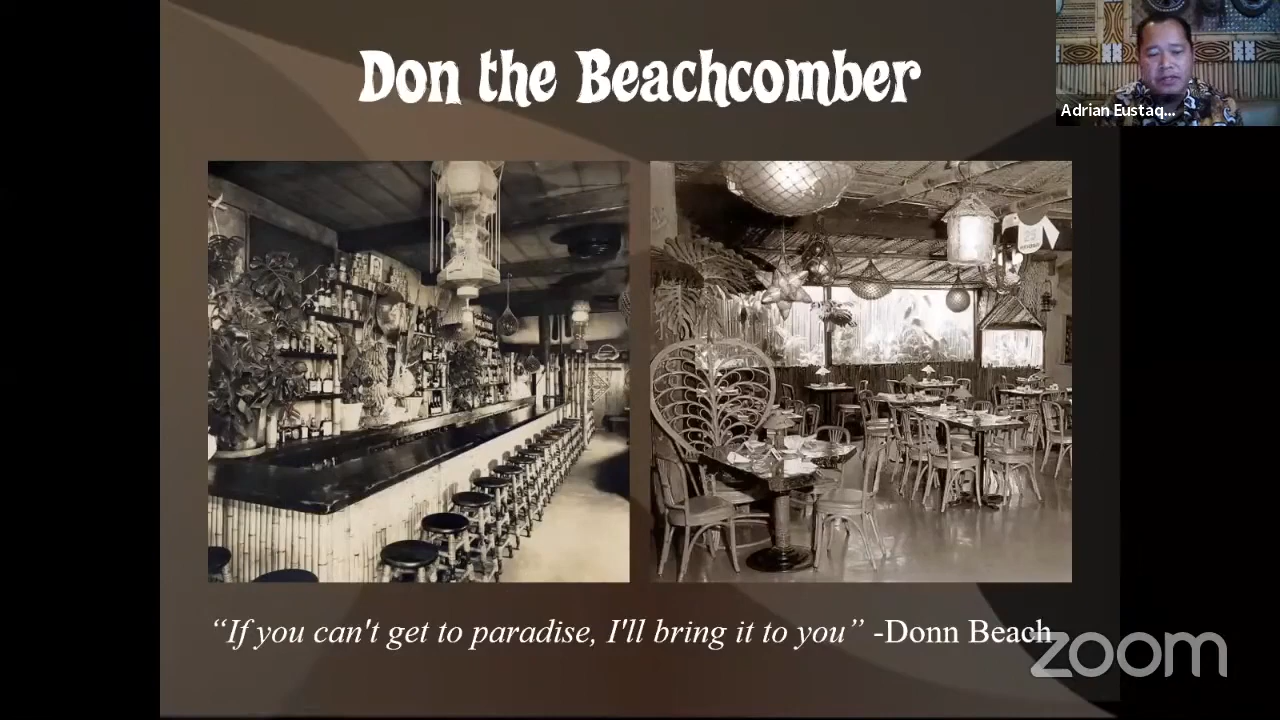 Don the Beachcomber
Adrian Eustaq...
“If you can't get to paradise, I'll bring it to you” -Donn Beach
zoom